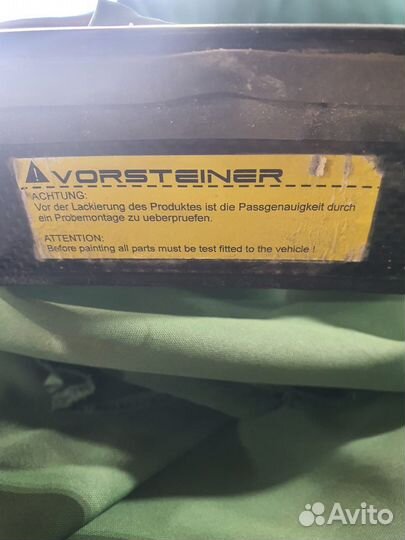 VORSTEINER
ACHTUNG:
Vor der Lackierung des Produktes ist die Passgenauigkeit durch
ein Probemontage zu ueberpruefen.
ATTENTION:
Before painting all parts must be test fitted to the vehicle !
Avito